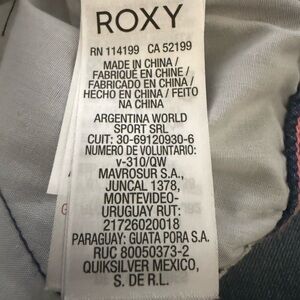 ROXY
RN 114199 CA 52199
MADE IN CHINA /
FABRIQUÉ EN CHINE /
FABRICADO EN CHINA /
HECHO EN CHINA / FEITO
NA CHINA
ARGENTINA WORLD
SPORT SRL
CUIT: 30-69120930-6
NUMERO DE VOLUNTARIO:
v-310/QW
MAVROSUR S.A.,
JUNCAL 1378,
MONTEVIDEO-
URUGUAY RUT:
217260200018
PARAGUAY: GUATA PORA S.A.
RUC 80050373-2
QUIKSILVER MEXICO,
S. DE R.L.